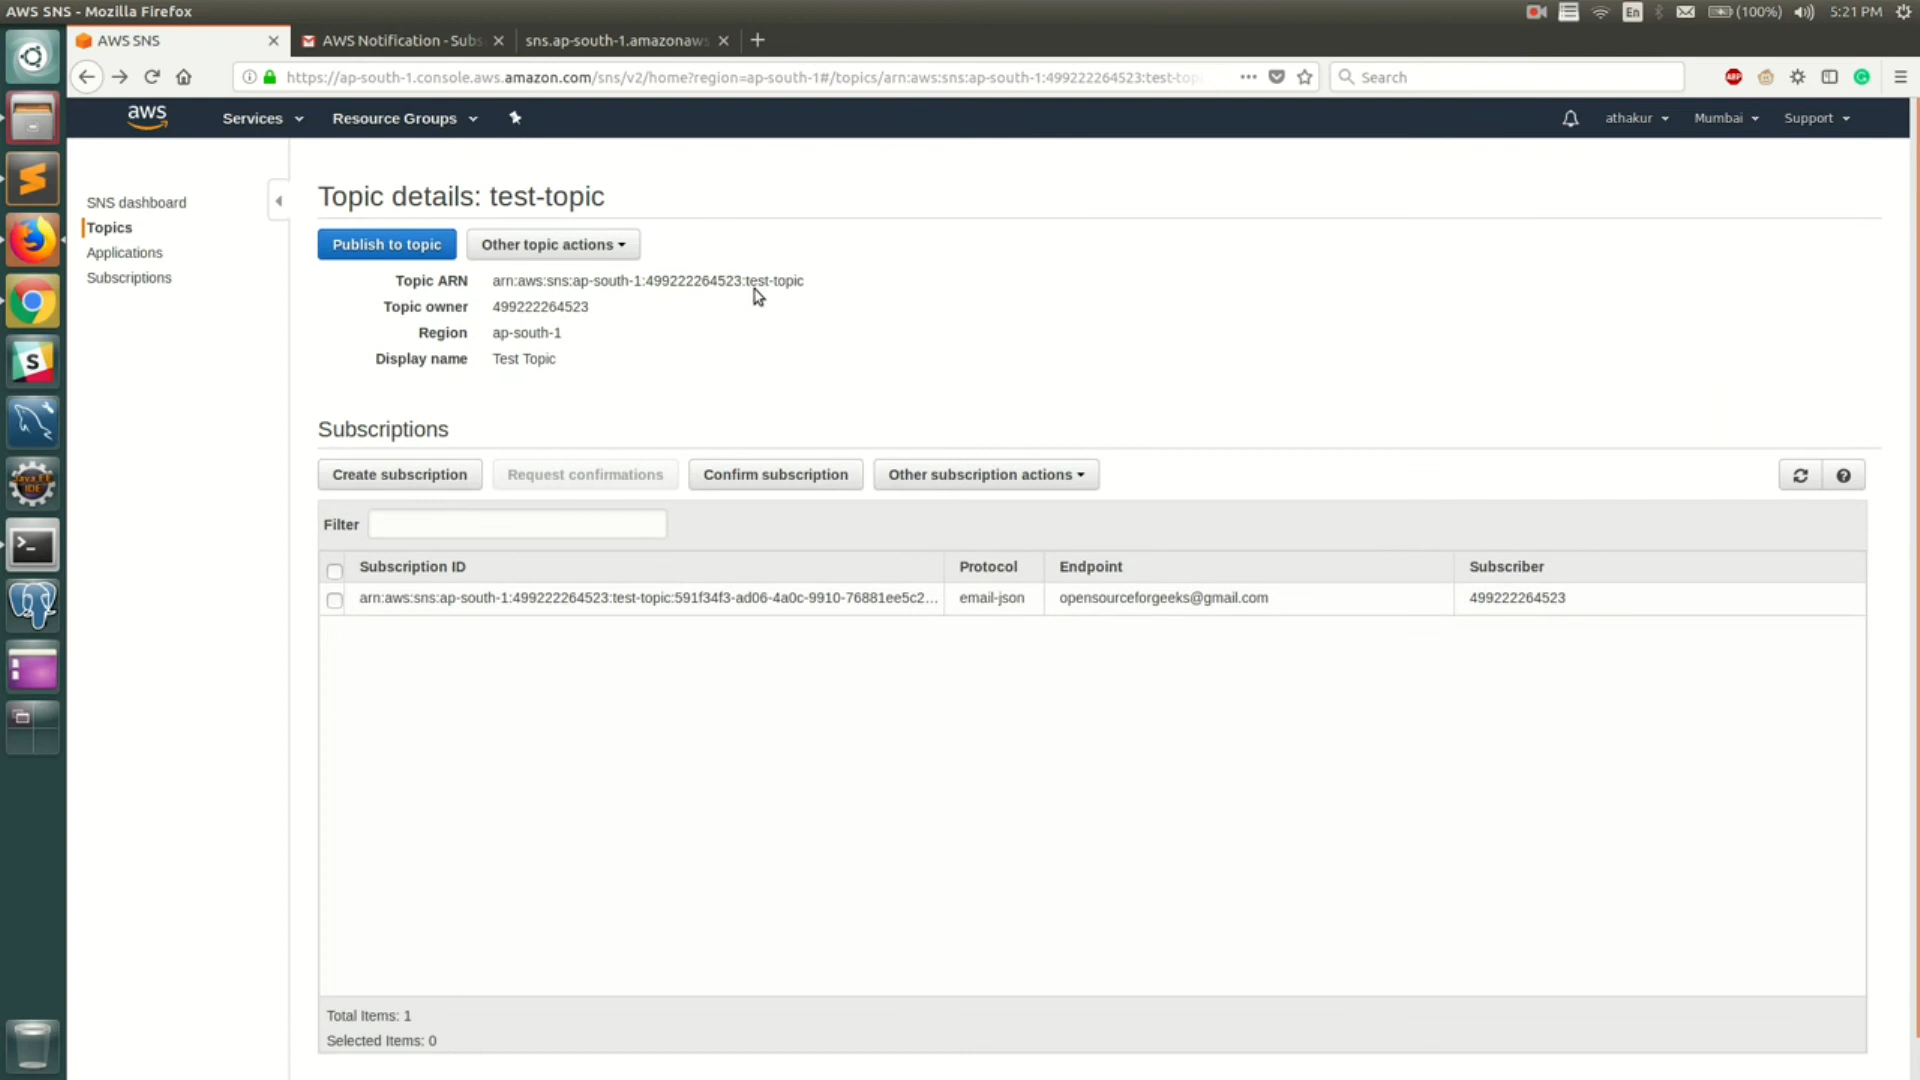 AWS SNS - Mozilla Firefox
En
(100%)
5:21 PM
AWS SNS
AWS Notification - Subs
sns.ap-south-1.amazonaws
https://ap-south-1.console.aws.amazon.com/sns/v2/home?region=ap-south-1#/topics/arn:aws:sns:ap-south-1:499222264523:test-top
Search
ABP
aws
Services
Resource Groups
athakur
Mumbai
Support
SNS dashboard
Topics
Applications
Subscriptions
Topic details: test-topic
Publish to topic
Other topic actions
Topic ARN arn:aws:sns:ap-south-1:499222264523:test-topic
Topic owner 499222264523
Region ap-south-1
Display name Test Topic
Subscriptions
Create subscription
Request confirmations
Confirm subscription
Other subscription actions
Filter
Subscription ID Protocol Endpoint Subscriber
arn:aws:sns:ap-south-1:499222264523:test-topic:591f34f3-ad06-4a0c-9910-76881ee5c2... email-json opensourceforgeeks@gmail.com 499222264523
Total Items: 1
Selected Items: 0
S
Java EE
IDE